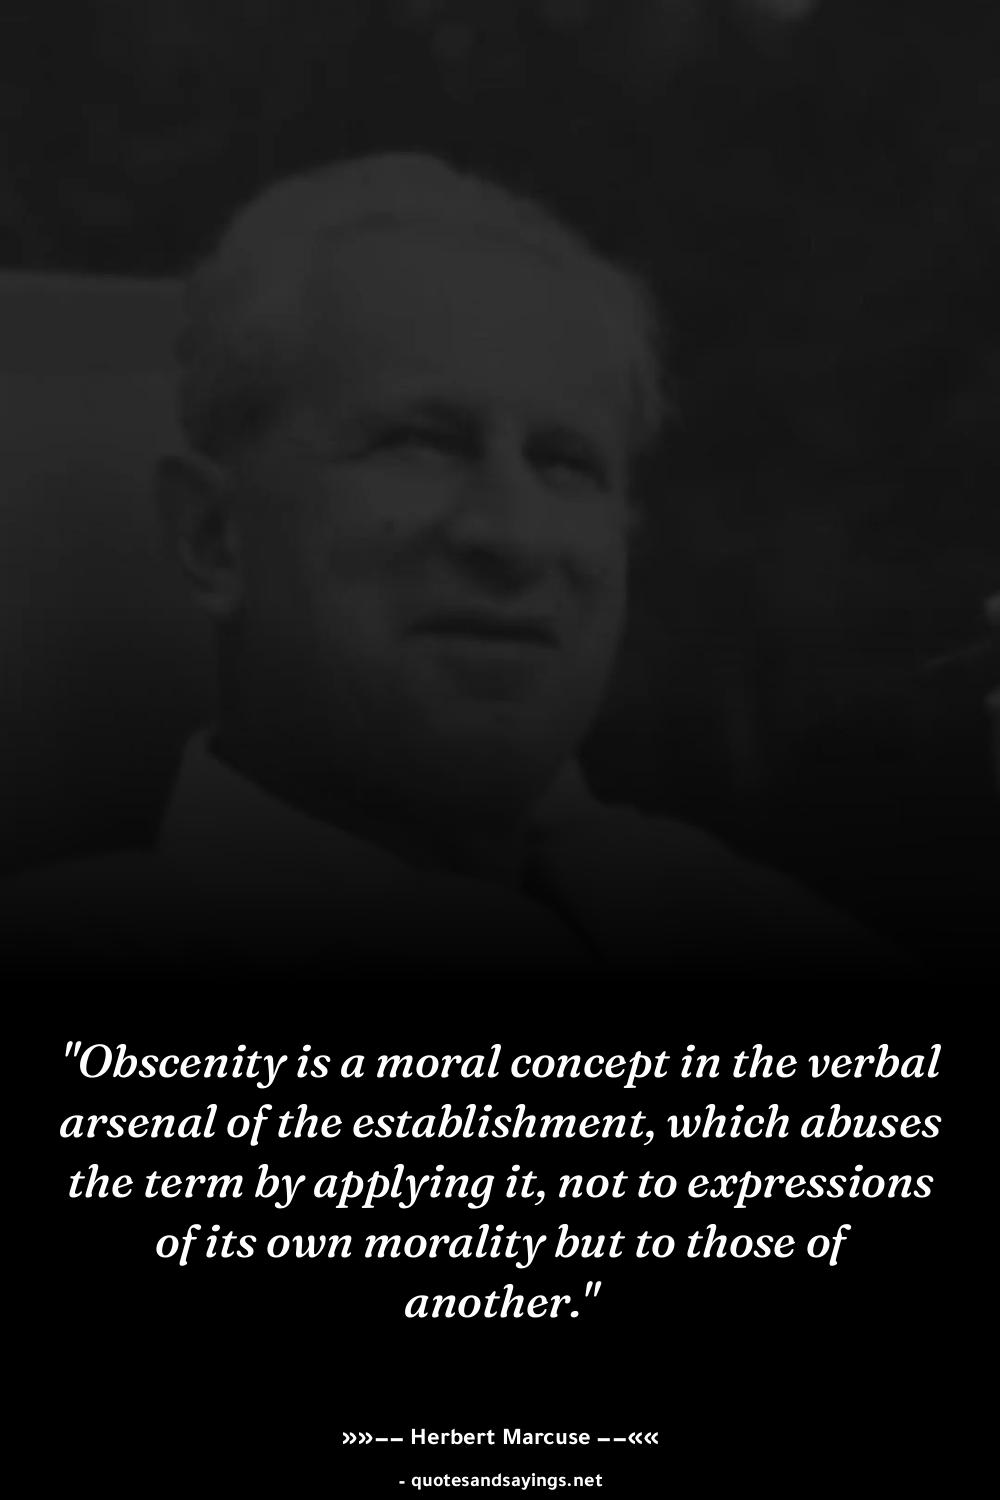 "Obscenity is a moral concept in the verbal
arsenal of the establishment, which abuses
the term by applying it, not to expressions
of its own morality but to those of
another."
»»−− Herbert Marcuse −−««
- quotesandsayings.net